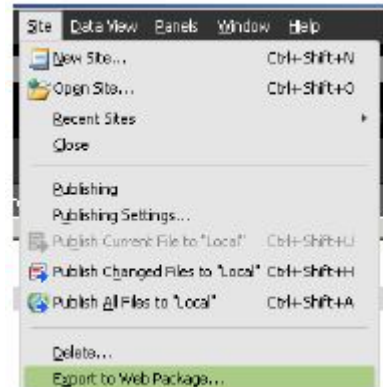 Site Data View Panels Window Help
New Site... Ctrl+Shift+N
Open Site... Ctrl+Shift+O
Recent Sites
Close
Publishing
Publishing Settings...
Publish Current File to "Local" Ctrl+Shift+U
Publish Changed Files to "Local" Ctrl+Shift+H
Publish All Files to "Local" Ctrl+Shift+A
Delete...
Export to Web Package...